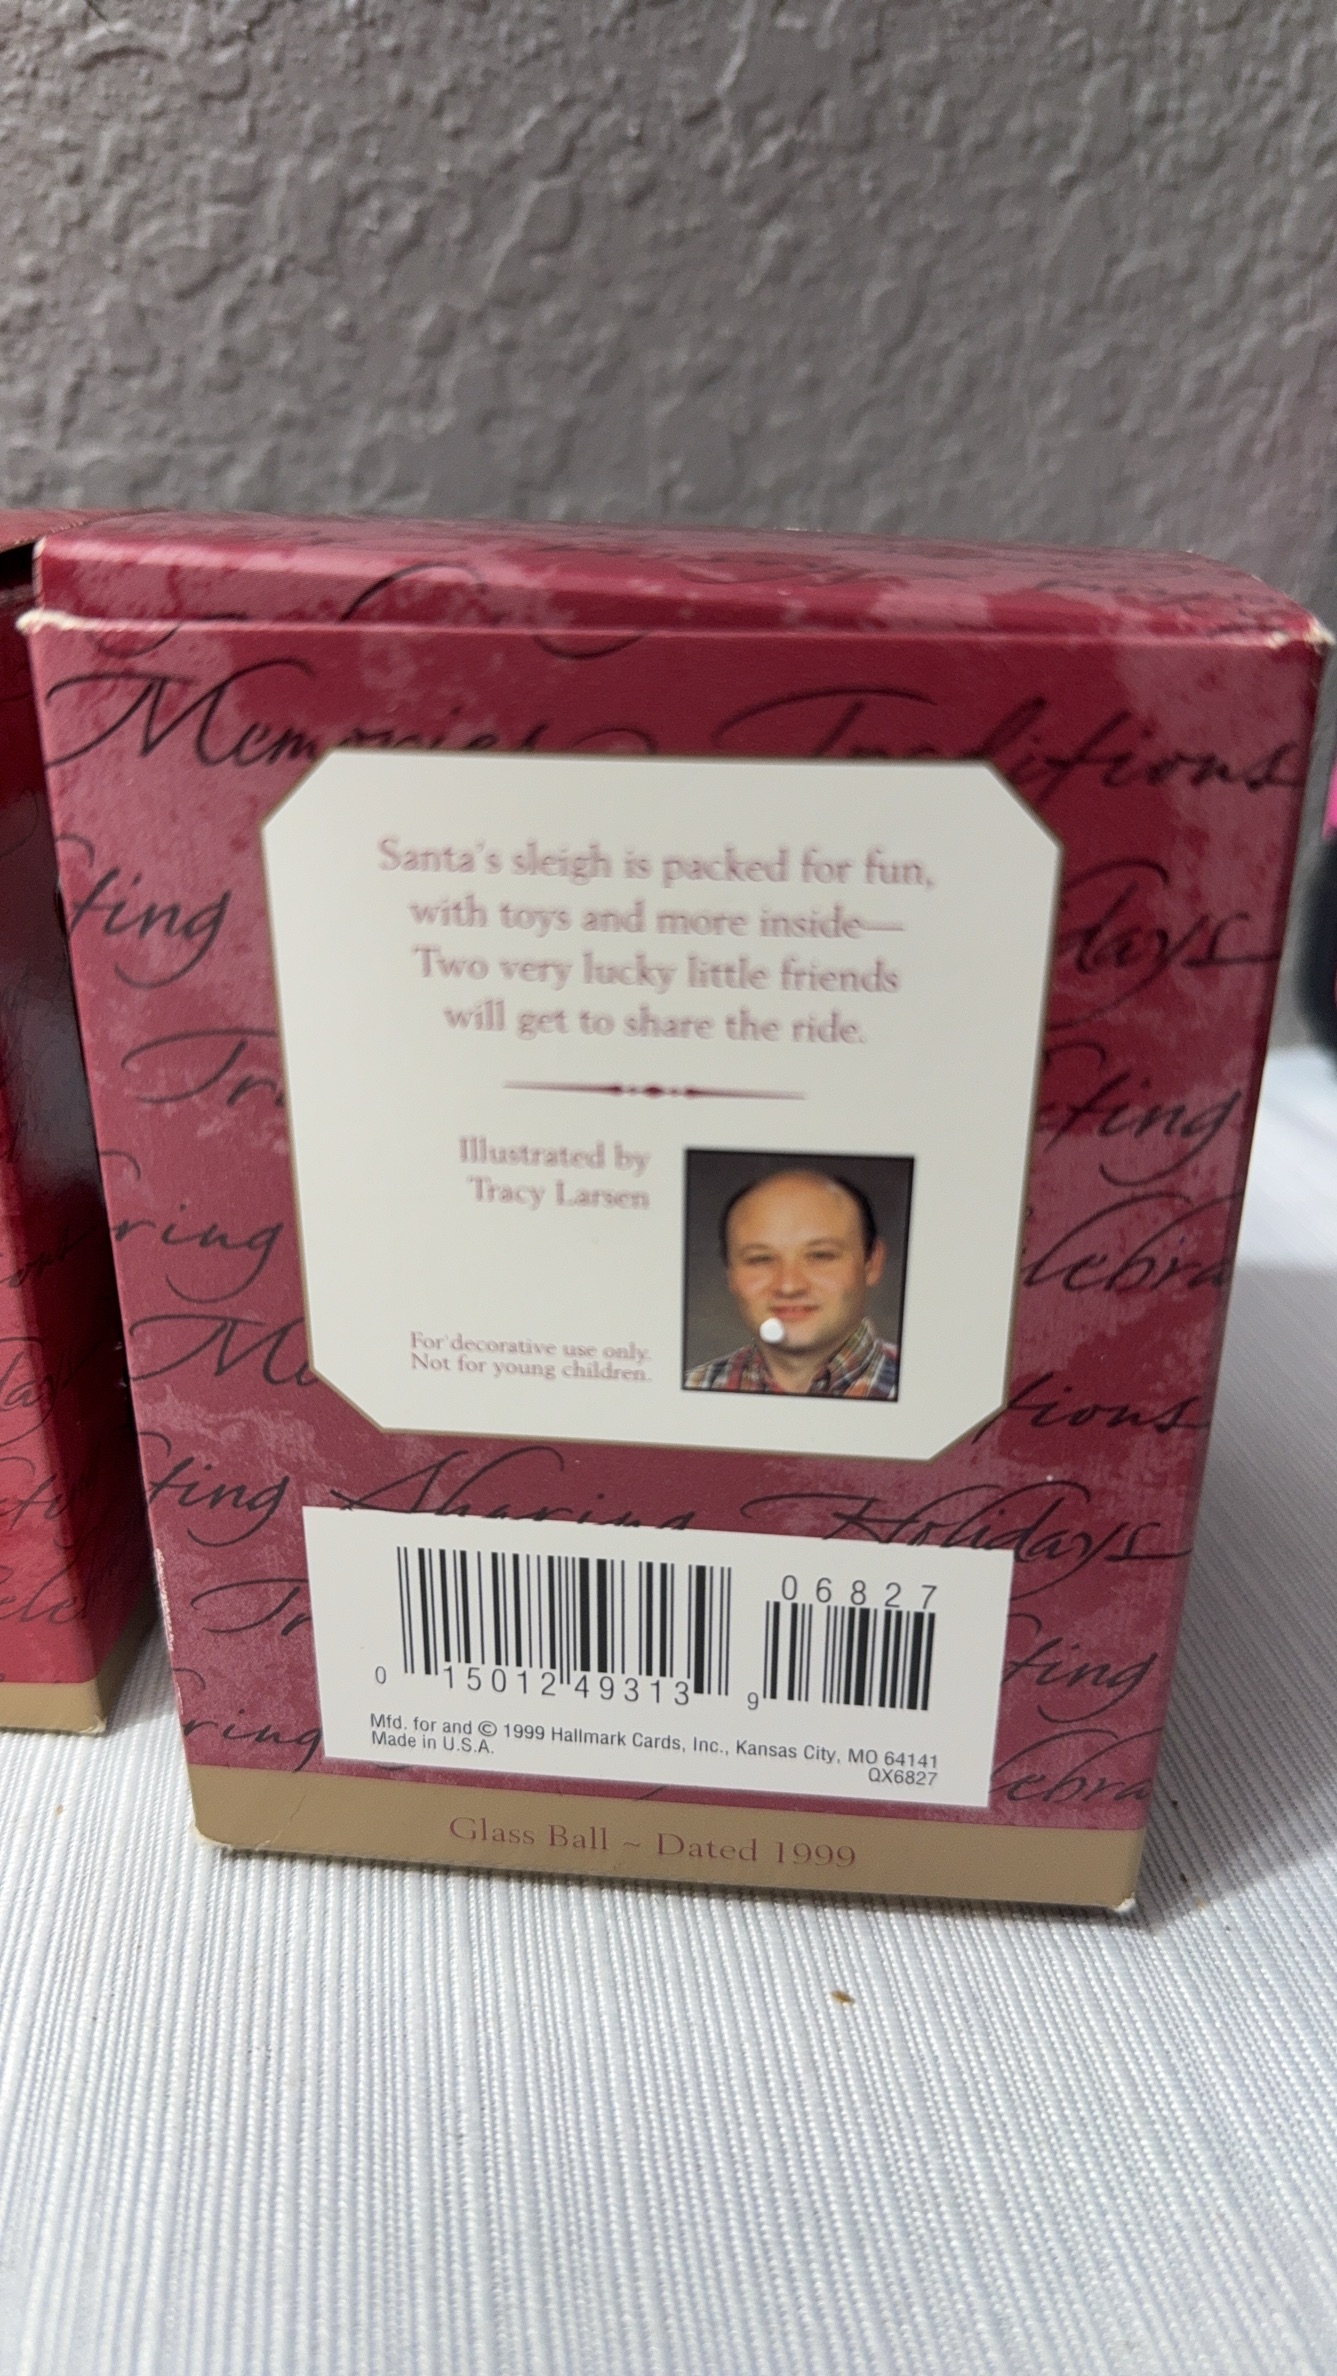 Memories Traditions
Santa's sleigh is packed for fun,
with toys and more inside—
Two very lucky little friends
will get to share the ride.
Illustrated by
Tracy Larsen
For decorative use only.
Not for young children.
Sharing Holidays
06827
0 15012 49313 9
Mfd. for and © 1999 Hallmark Cards, Inc., Kansas City, MO 64141
Made in U.S.A.
QX6827
Glass Ball ~ Dated 1999